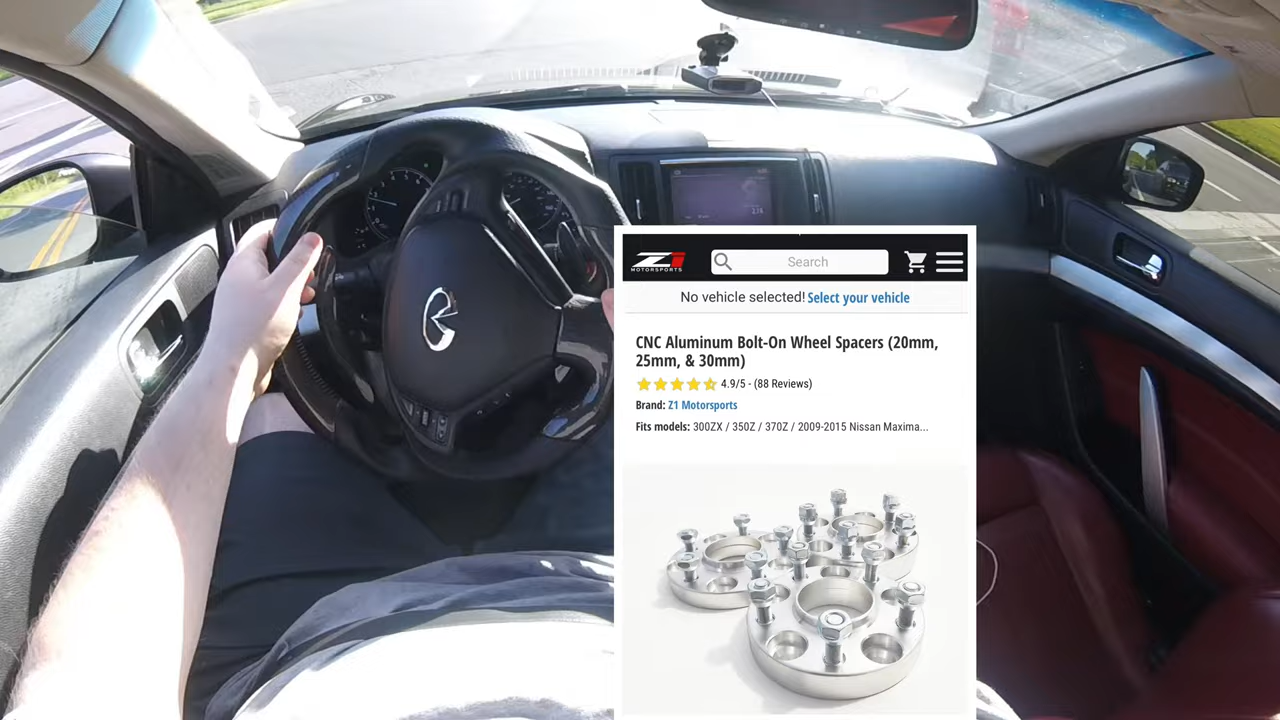 Z1
MOTORSPORTS
Search
No vehicle selected! Select your vehicle
CNC Aluminum Bolt-On Wheel Spacers (20mm,
25mm, & 30mm)
4.9/5 - (88 Reviews)
Brand: Z1 Motorsports
Fits models: 300ZX / 350Z / 370Z / 2009-2015 Nissan Maxima...